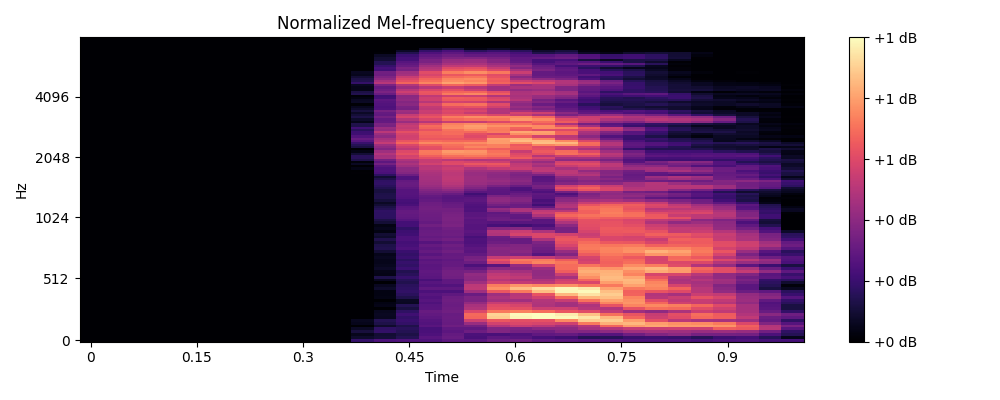 Normalized Mel-frequency spectrogram
+1 dB
+1 dB
+1 dB
+0 dB
+0 dB
+0 dB
4096
2048
1024
512
0
Hz
0 0.15 0.3 0.45 0.6 0.75 0.9
Time